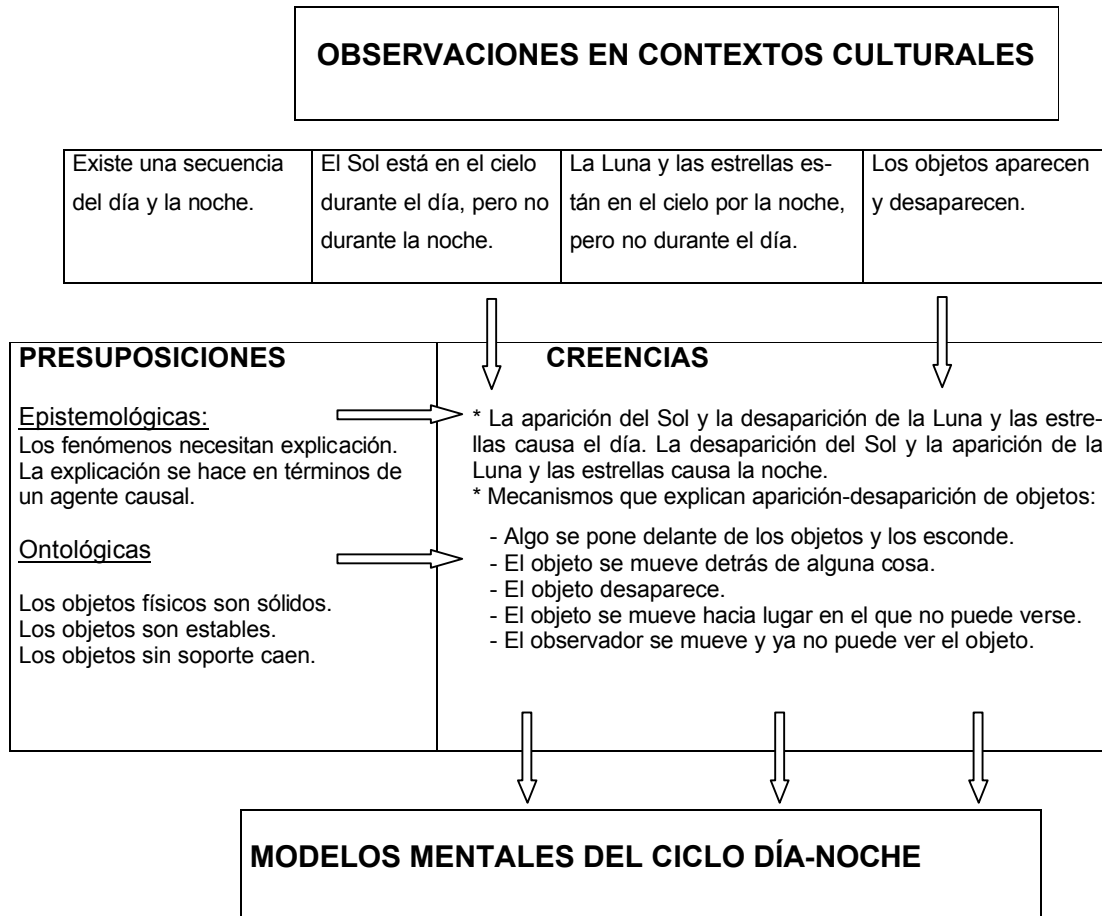 OBSERVACIONES EN CONTEXTOS CULTURALES
Existe una secuencia
del día y la noche.
El Sol está en el cielo
durante el día, pero no
durante la noche.
La Luna y las estrellas es-
tán en el cielo por la noche,
pero no durante el día.
Los objetos aparecen
y desaparecen.
PRESUPOSICIONES
Epistemológicas:
Los fenómenos necesitan explicación.
La explicación se hace en términos de
un agente causal.
Ontológicas
Los objetos físicos son sólidos.
Los objetos son estables.
Los objetos sin soporte caen.
CREENCIAS
* La aparición del Sol y la desaparición de la Luna y las estre-
llas causa el día. La desaparición del Sol y la aparición de la
Luna y las estrellas causa la noche.
* Mecanismos que explican aparición-desaparición de objetos:
- Algo se pone delante de los objetos y los esconde.
- El objeto se mueve detrás de alguna cosa.
- El objeto desaparece.
- El objeto se mueve hacia lugar en el que no puede verse.
- El observador se mueve y ya no puede ver el objeto.
MODELOS MENTALES DEL CICLO DÍA-NOCHE